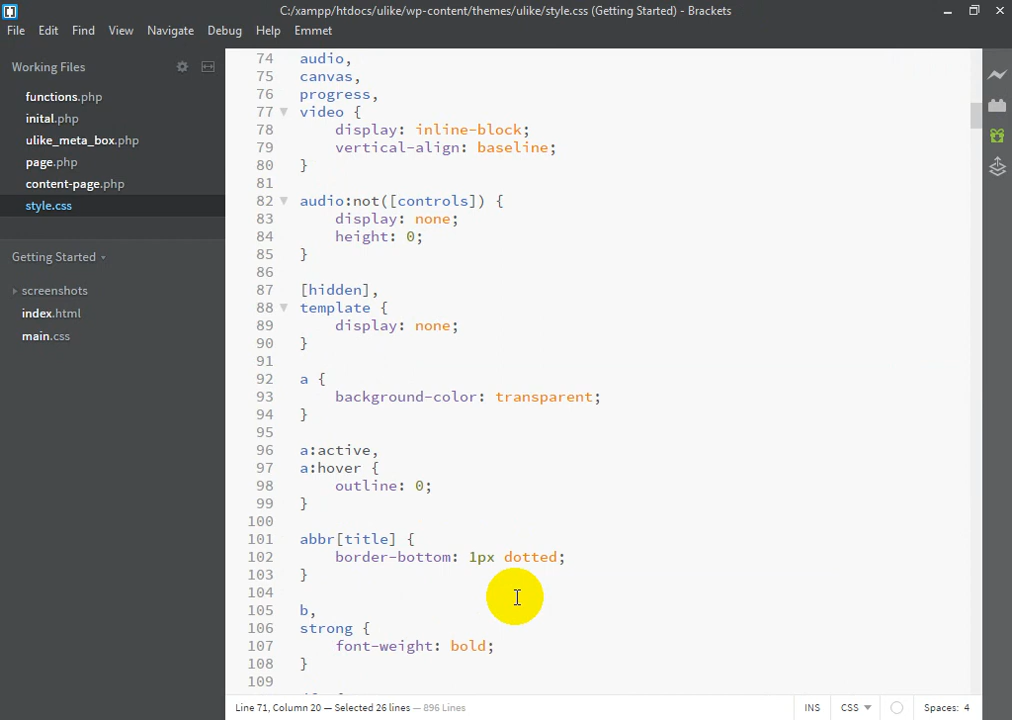 C:/xampp/htdocs/ulike/wp-content/themes/ulike/style.css (Getting Started) - Brackets
File Edit Find View Navigate Debug Help Emmet
Working Files
functions.php
inital.php
ulike_meta_box.php
page.php
content-page.php
style.css
Getting Started
screenshots
index.html
main.css
74 audio,
75 canvas,
76 progress,
77 video {
78     display: inline-block;
79     vertical-align: baseline;
80 }
81
82 audio:not([controls]) {
83     display: none;
84     height: 0;
85 }
86
87 [hidden],
88 template {
89     display: none;
90 }
91
92 a {
93     background-color: transparent;
94 }
95
96 a:active,
97 a:hover {
98     outline: 0;
99 }
100
101 abbr[title] {
102     border-bottom: 1px dotted;
103 }
104
105 b,
106 strong {
107     font-weight: bold;
108 }
109
Line 71, Column 20 — Selected 26 lines — 896 Lines
INS CSS Spaces: 4